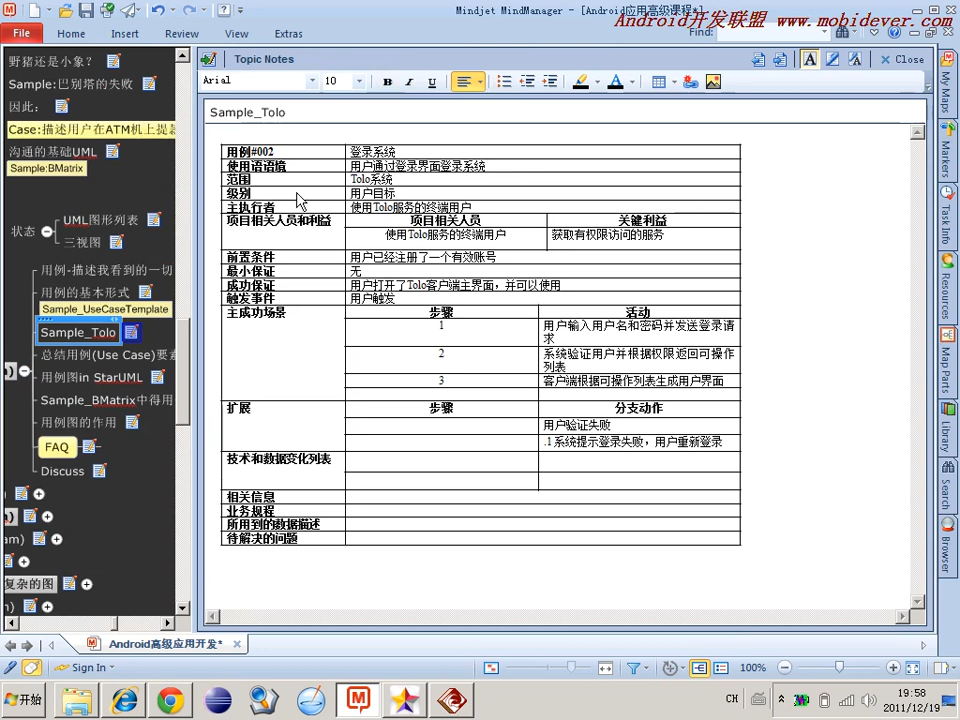 Mindjet MindManager - [Android应用高级课程*]
Android开发联盟 www.mobidever.com
File Home Insert Review View Extras Find:
野猪还是小象?
Sample:巴别塔的失败
因此:
Case:描述用户在ATM机上提款
沟通的基础UML
Sample:BMatrix
UML图形列表
状态
三视图
用例-描述我看到的一切
用例的基本形式
Sample_UseCaseTemplate
Sample_Tolo
总结用例(Use Case)要素
用例图in StarUML
Sample_BMatrix中得用
用例图的作用
FAQ
Discuss
am)
复杂的图
Topic Notes Close
Arial 10 B I U
Sample_Tolo
用例#002 登录系统
使用语语境 用户通过登录界面登录系统
范围 Tolo系统
级别 用户目标
主执行者 使用Tolo服务的终端用户
项目相关人员和利益 项目相关人员 关键利益
使用Tolo服务的终端用户 获取有权限访问的服务
前置条件 用户已经注册了一个有效账号
最小保证 无
成功保证 用户打开了Tolo客户端主界面，并可以使用
触发事件 用户触发
主成功场景 步骤 活动
1 用户输入用户名和密码并发送登录请
求
2 系统验证用户并根据权限返回可操作
列表
3 客户端根据可操作列表生成用户界面
扩展 步骤 分支动作
用户验证失败
.1系统提示登录失败，用户重新登录
技术和数据变化列表
相关信息
业务规程
所用到的数据描述
待解决的问题
My Maps
Markers
Task Info
Resources
Map Parts
Library
Search
Browser
Android高级应用开发*
Sign In 100%
开始 CH 19:58
2011/12/19